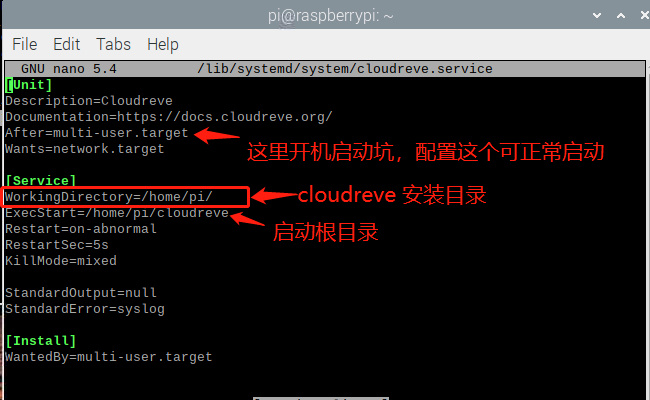 pi@raspberrypi: ~
File Edit Tabs Help
GNU nano 5.4 /lib/systemd/system/cloudreve.service
[Unit]
Description=Cloudreve
Documentation=https://docs.cloudreve.org/
After=multi-user.target
Wants=network.target
这里开机启动坑，配置这个可正常启动
[Service]
WorkingDirectory=/home/pi/
cloudreve 安装目录
ExecStart=/home/pi/cloudreve
启动根目录
Restart=on-abnormal
RestartSec=5s
KillMode=mixed
StandardOutput=null
StandardError=syslog
[Install]
WantedBy=multi-user.target